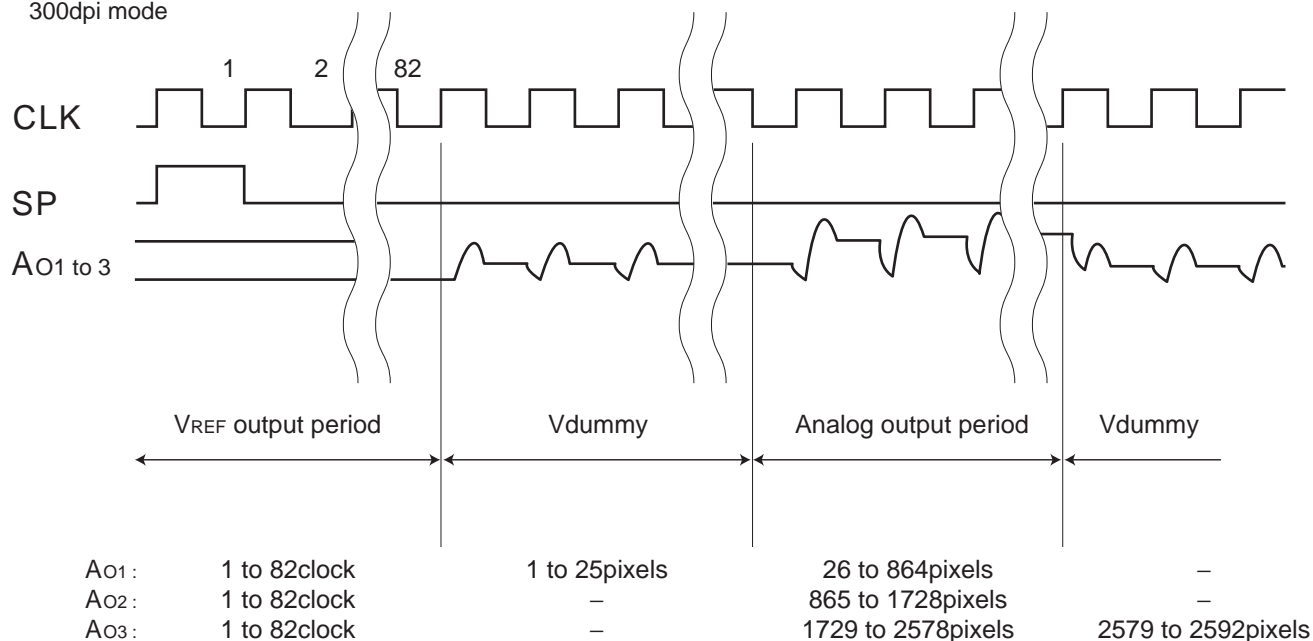 300dpi mode
1 2 82
CLK
SP
AO1 to 3
VREF output period Vdummy Analog output period Vdummy
AO1 : 1 to 82clock 1 to 25pixels 26 to 864pixels –
AO2 : 1 to 82clock – 865 to 1728pixels –
AO3 : 1 to 82clock – 1729 to 2578pixels 2579 to 2592pixels